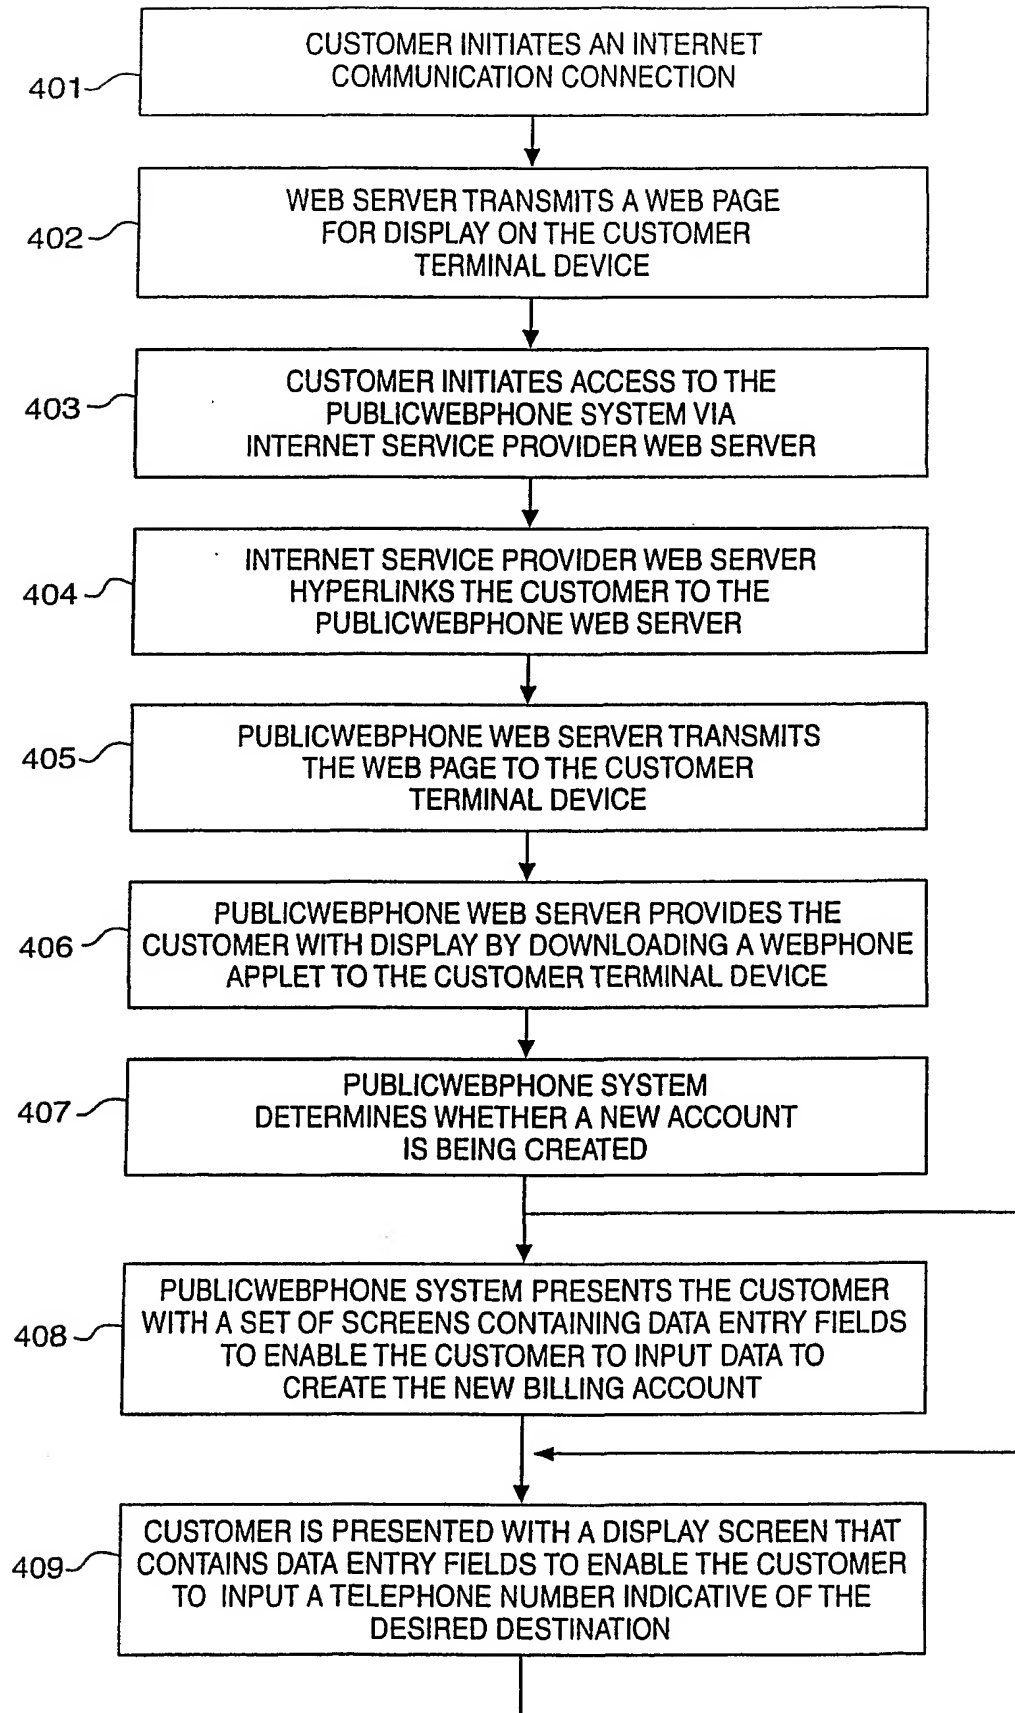 CUSTOMER INITIATES AN INTERNET
COMMUNICATION CONNECTION
401
WEB SERVER TRANSMITS A WEB PAGE
FOR DISPLAY ON THE CUSTOMER
TERMINAL DEVICE
402
CUSTOMER INITIATES ACCESS TO THE
PUBLICWEBPHONE SYSTEM VIA
INTERNET SERVICE PROVIDER WEB SERVER
403
INTERNET SERVICE PROVIDER WEB SERVER
HYPERLINKS THE CUSTOMER TO THE
PUBLICWEBPHONE WEB SERVER
404
PUBLICWEBPHONE WEB SERVER TRANSMITS
THE WEB PAGE TO THE CUSTOMER
TERMINAL DEVICE
405
PUBLICWEBPHONE WEB SERVER PROVIDES THE
CUSTOMER WITH DISPLAY BY DOWNLOADING A WEBPHONE
APPLET TO THE CUSTOMER TERMINAL DEVICE
406
PUBLICWEBPHONE SYSTEM
DETERMINES WHETHER A NEW ACCOUNT
IS BEING CREATED
407
PUBLICWEBPHONE SYSTEM PRESENTS THE CUSTOMER
WITH A SET OF SCREENS CONTAINING DATA ENTRY FIELDS
TO ENABLE THE CUSTOMER TO INPUT DATA TO
CREATE THE NEW BILLING ACCOUNT
408
CUSTOMER IS PRESENTED WITH A DISPLAY SCREEN THAT
CONTAINS DATA ENTRY FIELDS TO ENABLE THE CUSTOMER
TO INPUT A TELEPHONE NUMBER INDICATIVE OF THE
DESIRED DESTINATION
409